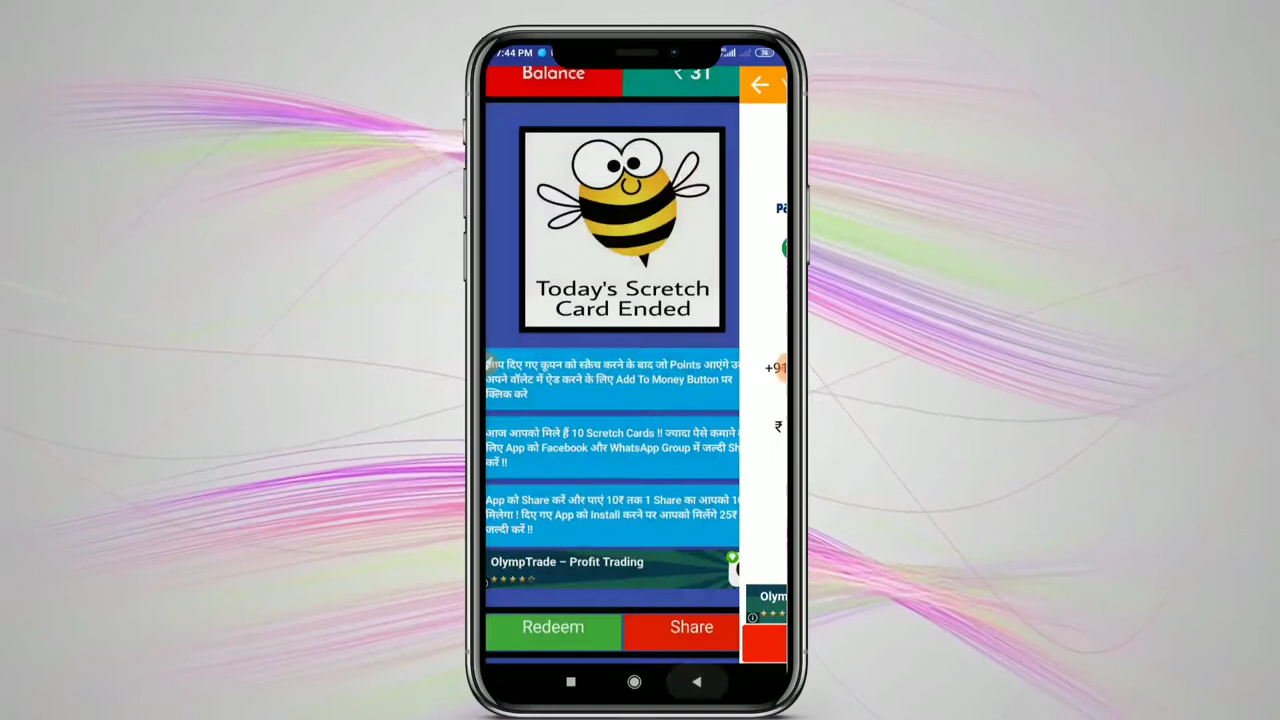 7:44 PM
Balance
₹ 31
Today's Scretch
Card Ended
दिए गए कूपन को स्क्रैच करने के बाद जो Points आएंगे
अपने वॉलेट में ऐड करने के लिए Add To Money Button पर
क्लिक करे
आज आपको मिले हैं 10 Scretch Cards !! ज्यादा पैसे कमाने
लिए App को Facebook और WhatsApp Group में जल्दी Sh
करें !!
App को Share करें और पाएं 10₹ तक 1 Share का आपको
मिलेगा ! दिए गए App को Install करने पर आपको मिलेंगे 25₹
जल्दी करें !!
OlympTrade – Profit Trading
Redeem
Share
+91
₹
Olym